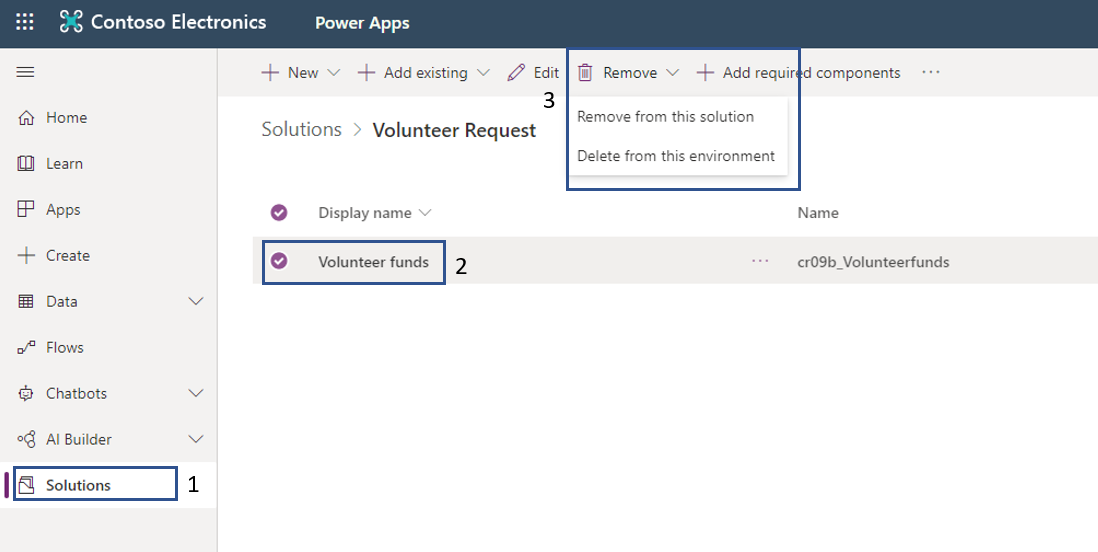 Contoso Electronics Power Apps
New Add existing Edit Remove Add required components ...
3
Remove from this solution
Delete from this environment
Home
Learn
Apps
Create
Data
Flows
Chatbots
AI Builder
Solutions 1
Solutions > Volunteer Request
Display name Name
Volunteer funds 2 ... cr09b_Volunteerfunds